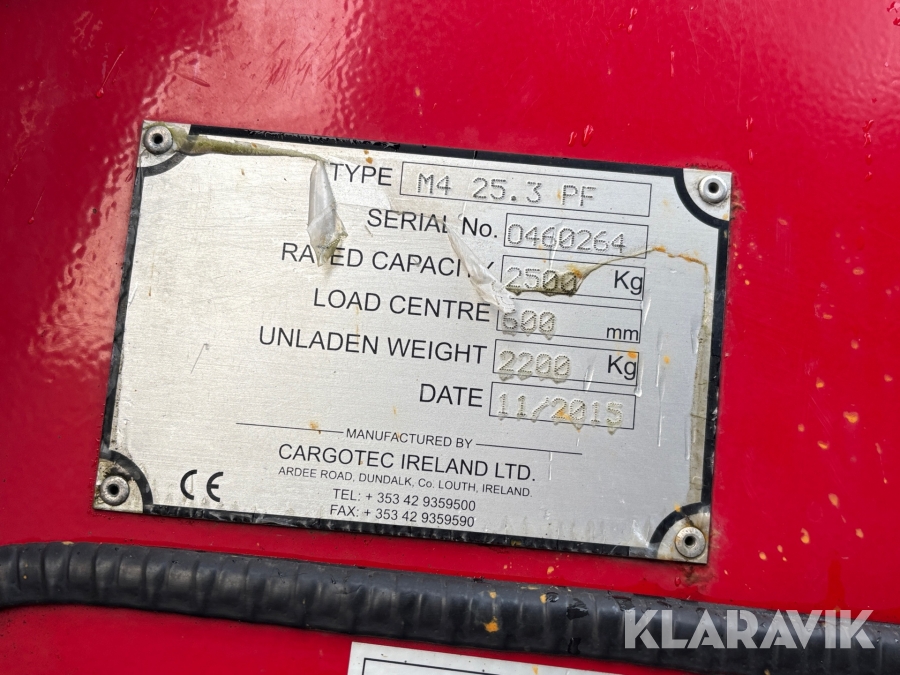 TYPE M4 25.3 PF
SERIAL No. 0460264
RATED CAPACITY 2500 Kg
LOAD CENTRE 600 mm
UNLADEN WEIGHT 2200 Kg
DATE 11/2015
MANUFACTURED BY
CARGOTEC IRELAND LTD.
ARDEE ROAD, DUNDALK, Co. LOUTH, IRELAND.
CE TEL: + 353 42 9359500
FAX: + 353 42 9359590
KLARAVIK